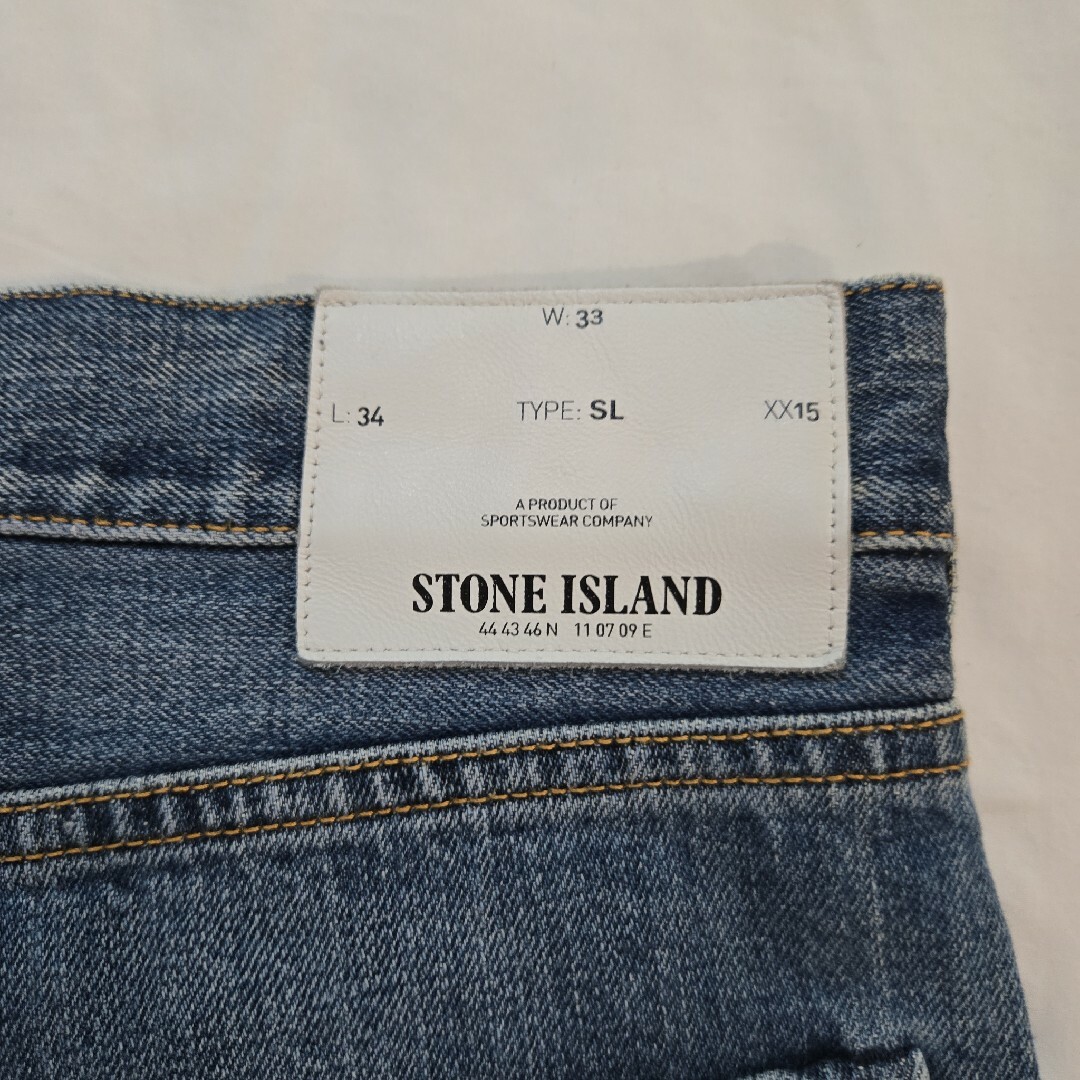 W: 33
L: 34 TYPE: SL XX15
A PRODUCT OF
SPORTSWEAR COMPANY
STONE ISLAND
44 43 46 N 11 07 09 E